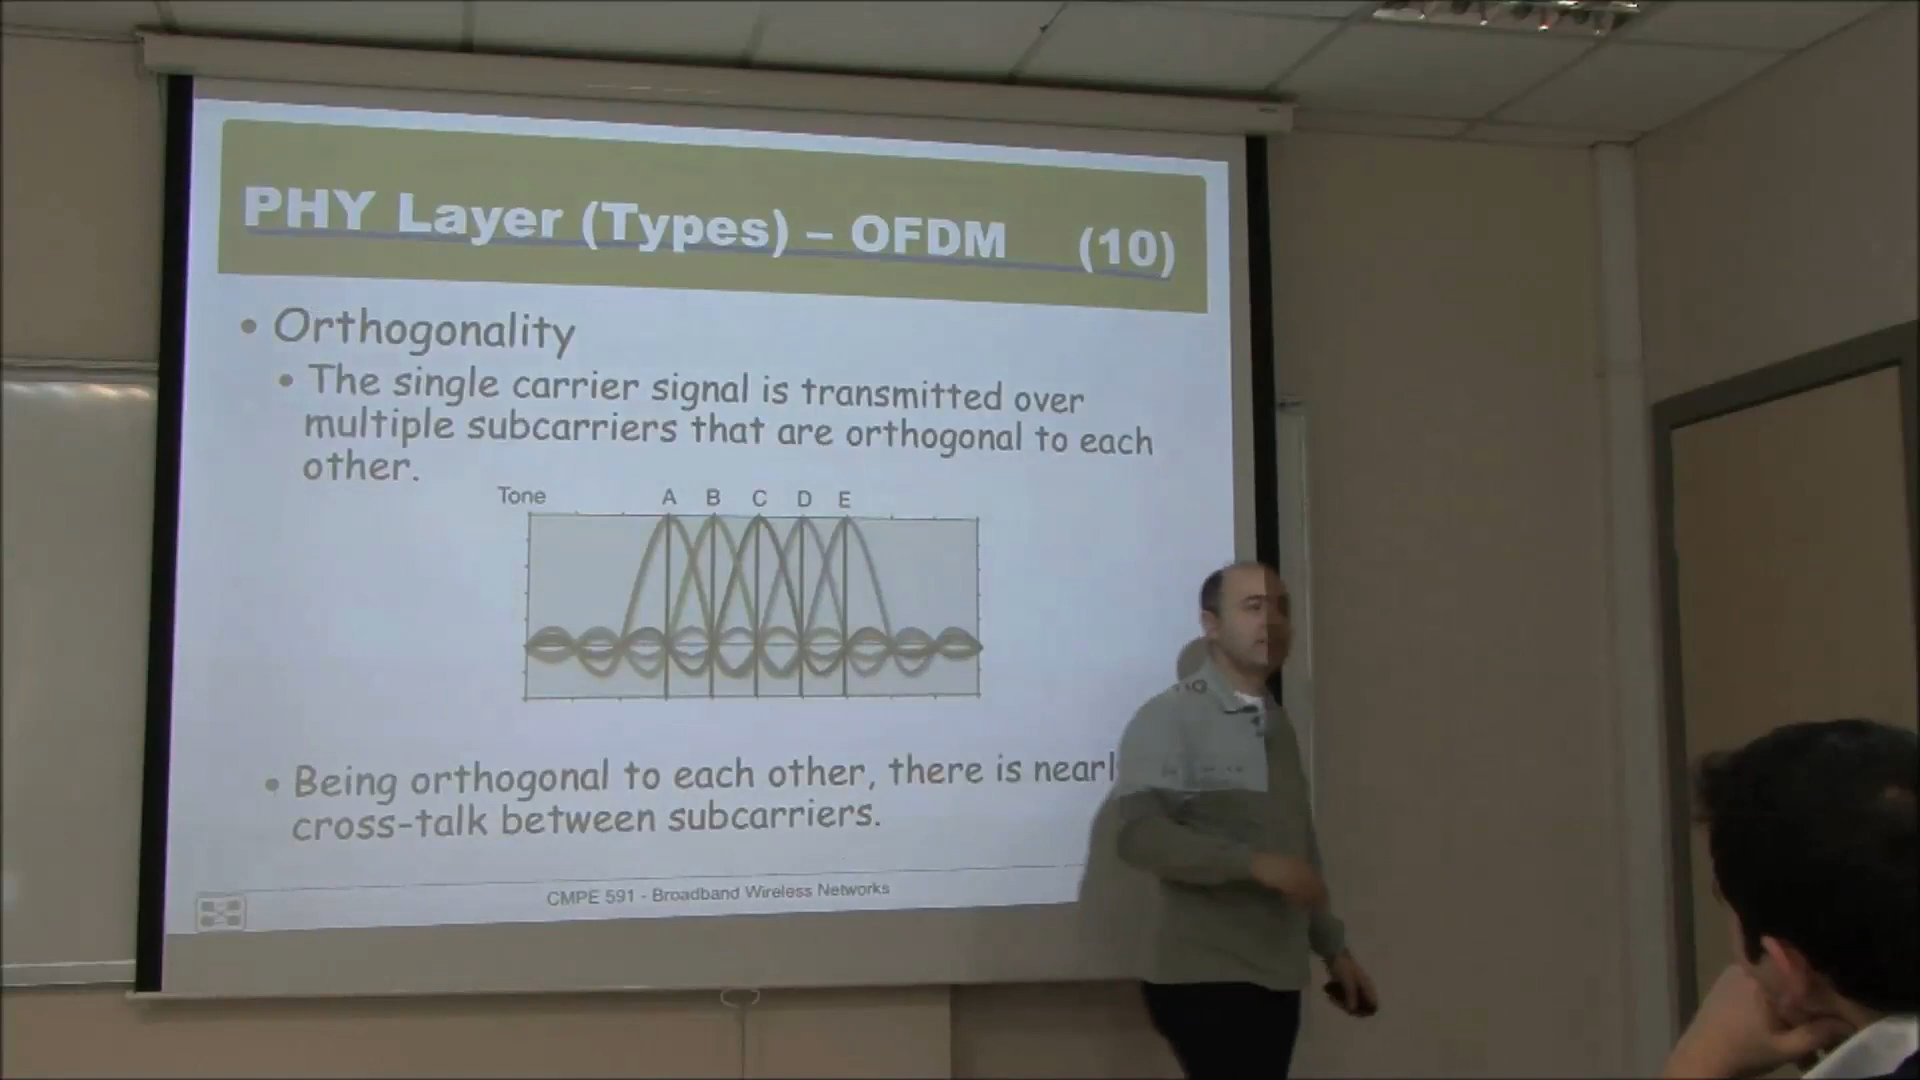 PHY Layer (Types) – OFDM (10)
• Orthogonality
• The single carrier signal is transmitted over
multiple subcarriers that are orthogonal to each
other.
Tone A B C D E
• Being orthogonal to each other, there is
cross-talk between subcarriers.
CMPE 591 - Broadband Wireless Networks